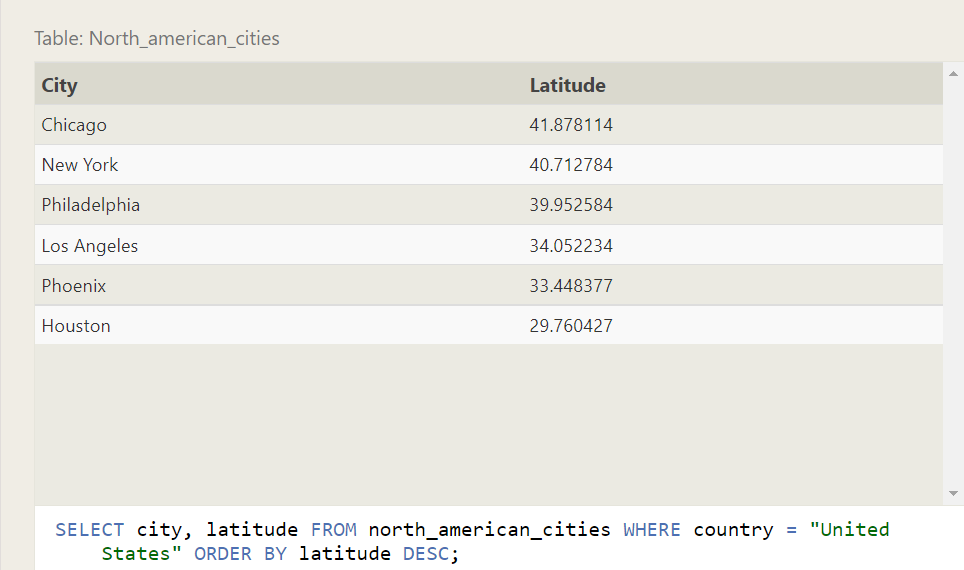 Table: North_american_cities
City Latitude
Chicago 41.878114
New York 40.712784
Philadelphia 39.952584
Los Angeles 34.052234
Phoenix 33.448377
Houston 29.760427
SELECT city, latitude FROM north_american_cities WHERE country = "United
States" ORDER BY latitude DESC;